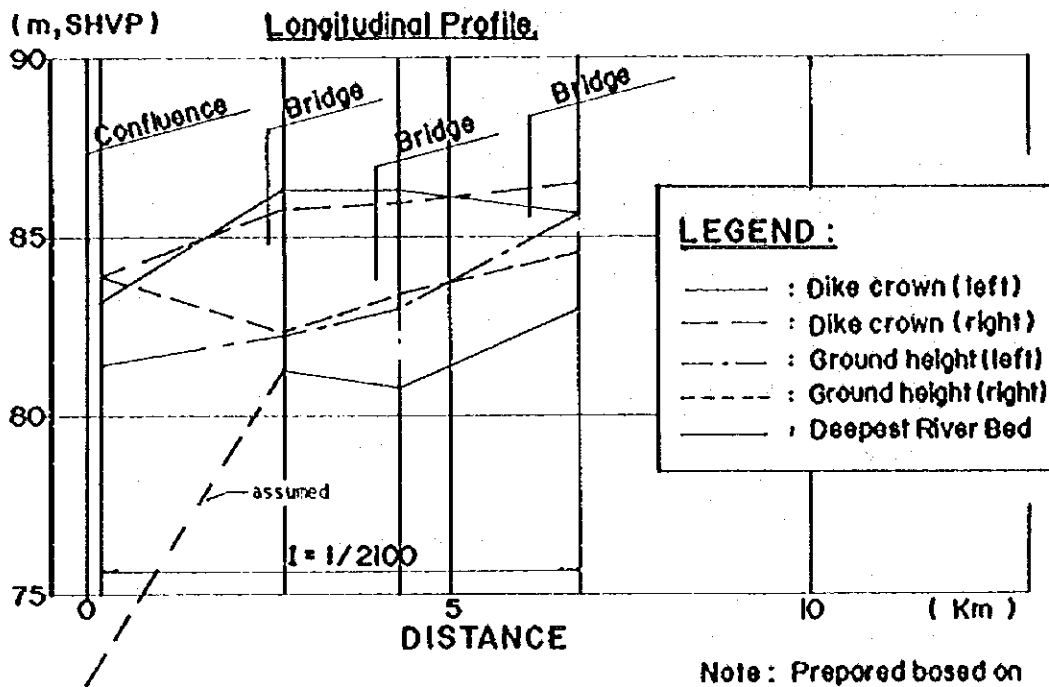 (m,SHVP)
Longitudinal Profile.
90
Confluence
Bridge
Bridge
Bridge
85
LEGEND :
: Dike crown (left)
: Dike crown (right)
: Ground height (left)
: Ground height (right)
: Deepest River Bed
80
assumed
I = 1/2100
75
0
5
10
(Km)
DISTANCE
Note : Prepared bosed on